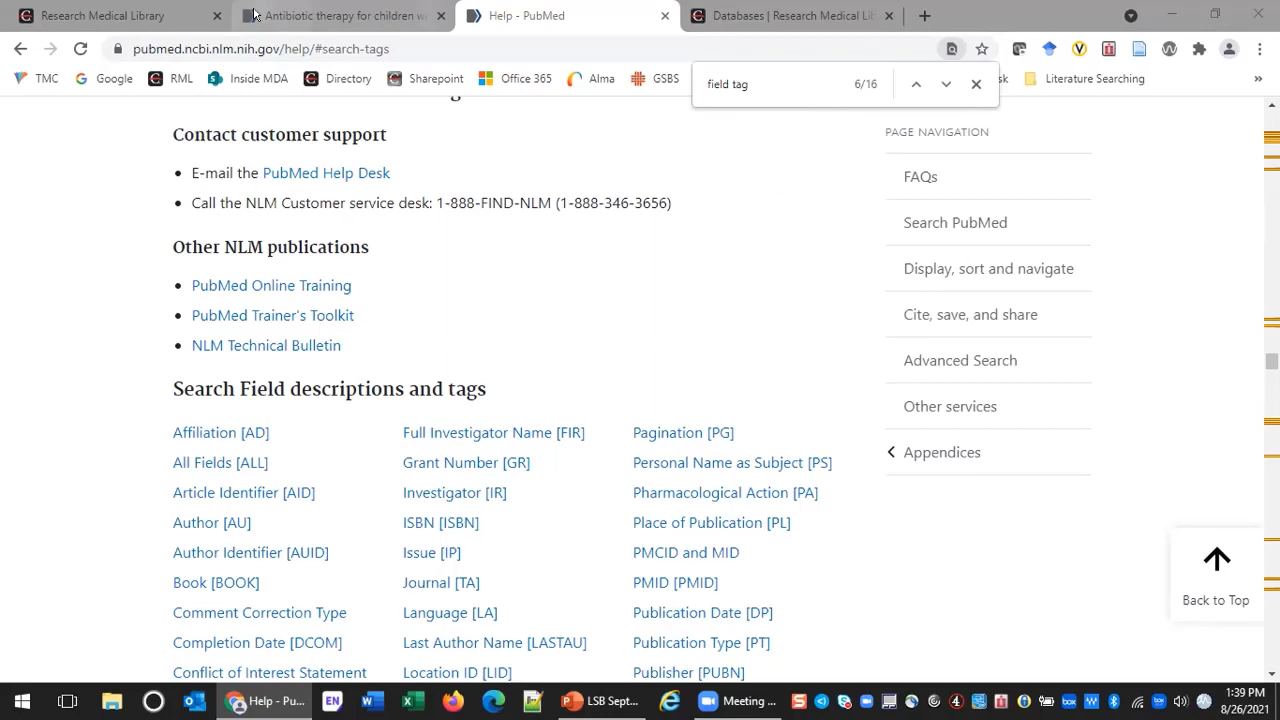 Research Medical Library
Antibiotic therapy for children w
Help - PubMed
Databases | Research Medical Lib
pubmed.ncbi.nlm.nih.gov/help/#search-tags
TMC
Google
RML
Inside MDA
Directory
Sharepoint
Office 365
Alma
GSBS
Literature Searching
»
field tag
6/16
Contact customer support
• E-mail the PubMed Help Desk
• Call the NLM Customer service desk: 1-888-FIND-NLM (1-888-346-3656)
Other NLM publications
• PubMed Online Training
• PubMed Trainer's Toolkit
• NLM Technical Bulletin
Search Field descriptions and tags
Affiliation [AD]
All Fields [ALL]
Article Identifier [AID]
Author [AU]
Author Identifier [AUID]
Book [BOOK]
Comment Correction Type
Completion Date [DCOM]
Conflict of Interest Statement
Full Investigator Name [FIR]
Grant Number [GR]
Investigator [IR]
ISBN [ISBN]
Issue [IP]
Journal [TA]
Language [LA]
Last Author Name [LASTAU]
Location ID [LID]
Pagination [PG]
Personal Name as Subject [PS]
Pharmacological Action [PA]
Place of Publication [PL]
PMCID and MID
PMID [PMID]
Publication Date [DP]
Publication Type [PT]
Publisher [PUBN]
PAGE NAVIGATION
FAQs
Search PubMed
Display, sort and navigate
Cite, save, and share
Advanced Search
Other services
Appendices
Back to Top
Help - Pu...
EN
LSB Sept...
Meeting ...
1:39 PM
8/26/2021